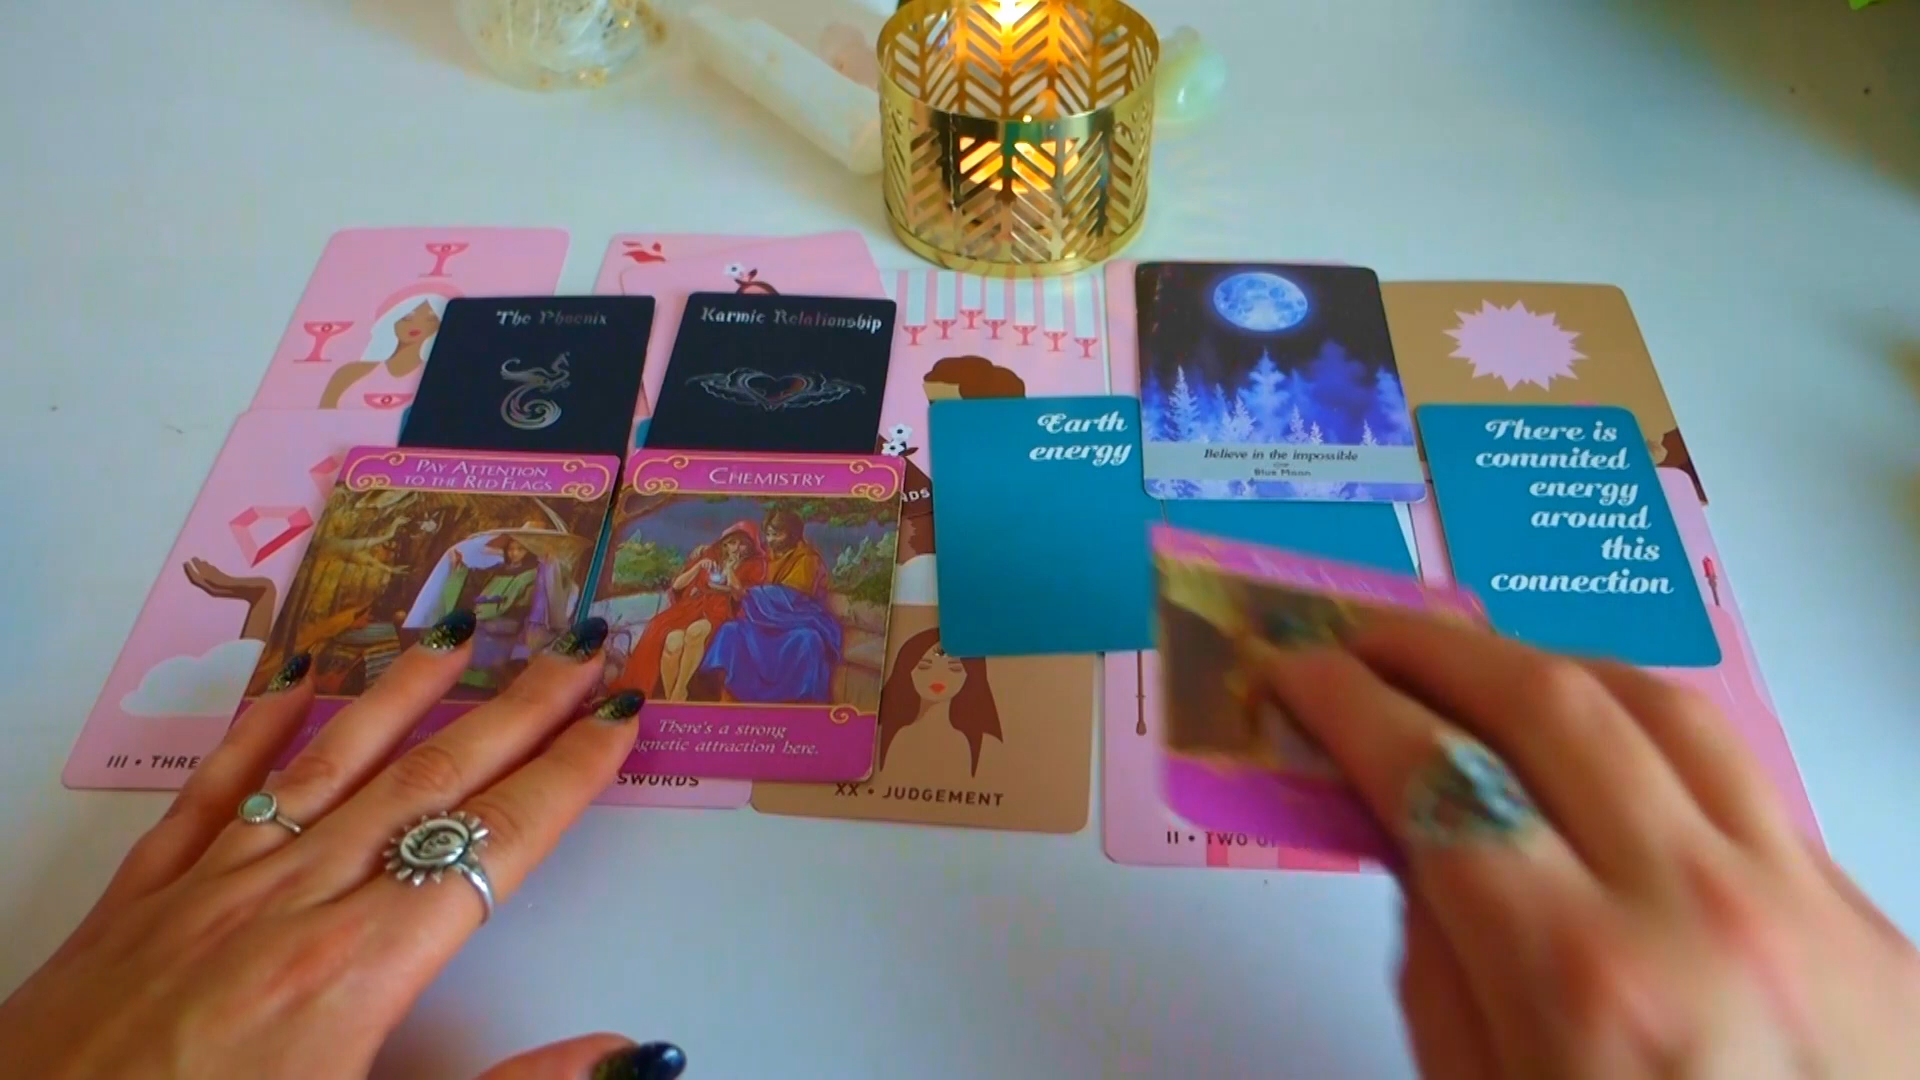 The Phoenix
Karmic Relationship
Earth
energy
Believe in the impossible
Blue Moon
There is
commited
energy
around
this
connection
PAY ATTENTION
TO THE RED FLAGS
CHEMISTRY
There's a strong
magnetic attraction here.
III • THRE
SWORDS
XX • JUDGEMENT
II • TWO OF